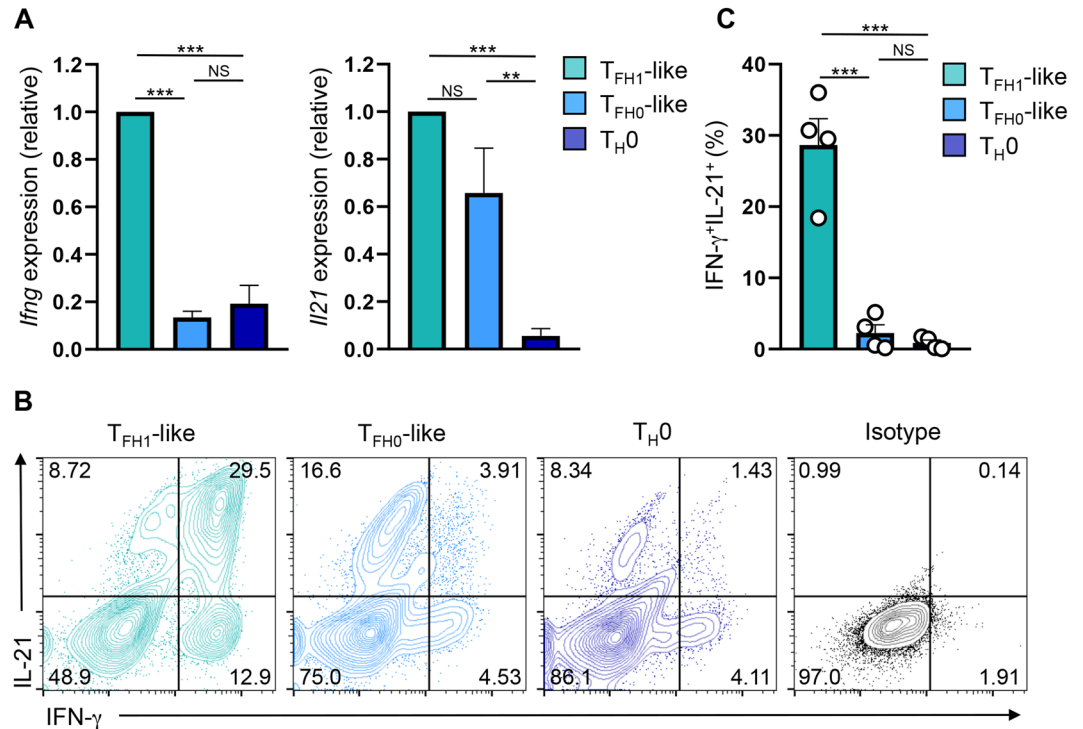 A
C
***
NS
***
Ifng expression (relative)
1.2
1.0
0.8
0.6
0.4
0.2
0.0
***
**
NS
Il21 expression (relative)
1.2
1.0
0.8
0.6
0.4
0.2
0.0
TFH1-like
TFH0-like
TH0
***
NS
***
IFN-γ+IL-21+ (%)
40
30
20
10
0
TFH1-like
TFH0-like
TH0
B
TFH1-like
TFH0-like
TH0
Isotype
8.72 29.5
16.6 3.91
8.34 1.43
0.99 0.14
IL-21
48.9 12.9
75.0 4.53
86.1 4.11
97.0 1.91
IFN-γ